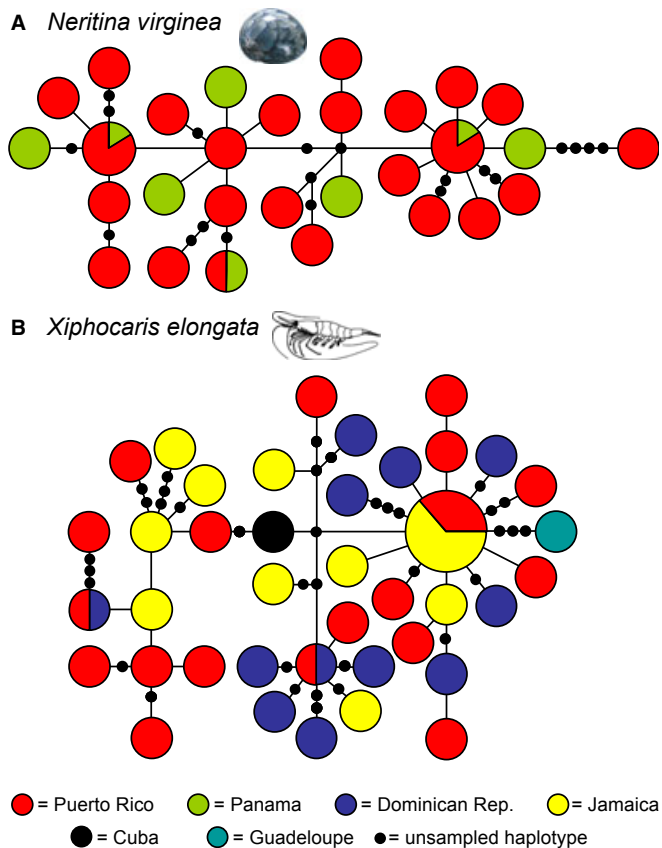 A Neritina virginea
B Xiphocaris elongata
= Puerto Rico = Panama = Dominican Rep. = Jamaica
= Cuba = Guadeloupe = unsampled haplotype